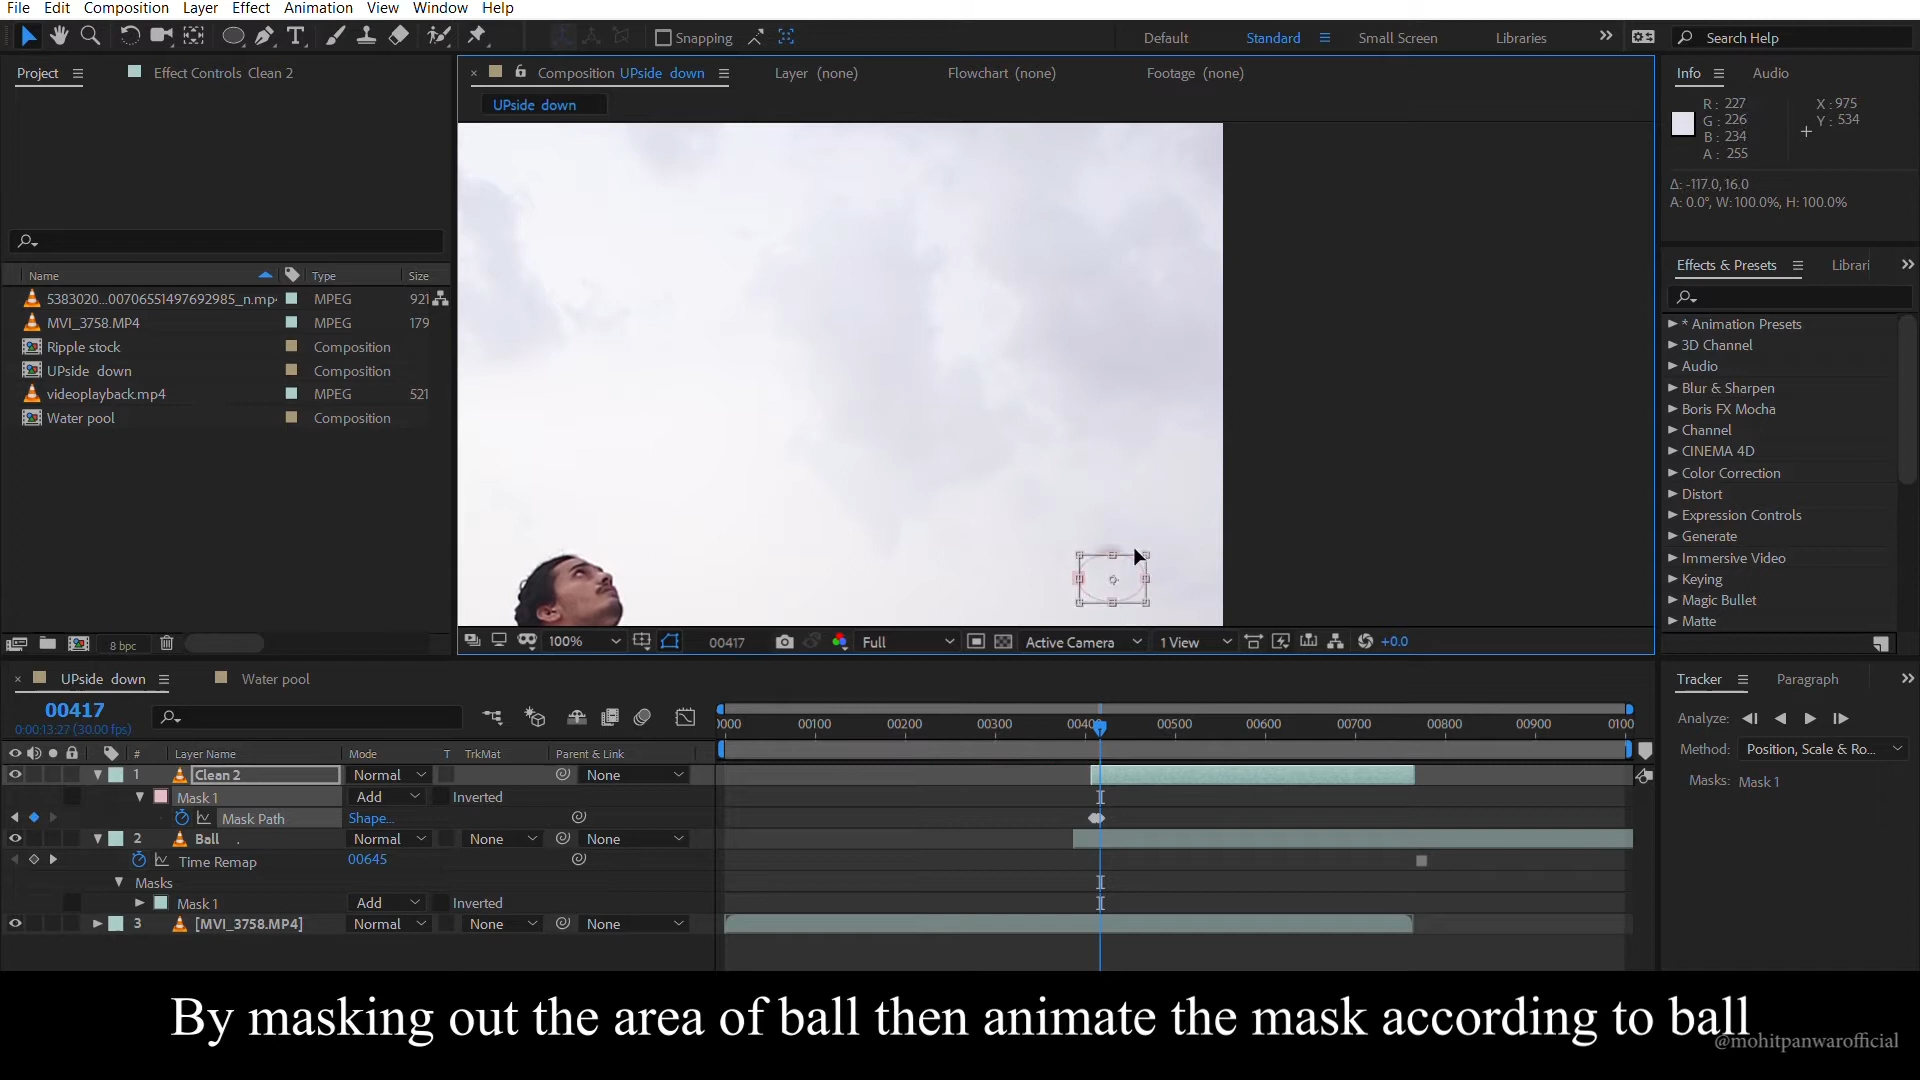 File Edit Composition Layer Effect Animation View Window Help
Snapping
Default Standard Small Screen Libraries
Search Help
Project Effect Controls Clean 2
Composition UPside down Layer (none) Flowchart (none) Footage (none)
UPside down
Info Audio
R: 227
G: 226
B: 234
A: 255
X: 975
Y: 534
Δ: -117.0, 16.0
A: 0.0°, W: 100.0%, H: 100.0%
Name Type Size
5383020...00706551497692985_n.mp4 MPEG 921
MVI_3758.MP4 MPEG 179
Ripple stock Composition
UPside down Composition
videoplayback.mp4 MPEG 521
Water pool Composition
8 bpc
Effects & Presets Librari
* Animation Presets
3D Channel
Audio
Blur & Sharpen
Boris FX Mocha
Channel
CINEMA 4D
Color Correction
Distort
Expression Controls
Generate
Immersive Video
Keying
Magic Bullet
Matte
100% 00417 Full Active Camera 1 View +0.0
UPside down Water pool
00417
0:00:13:27 (30.00 fps)
# Layer Name Mode T TrkMat Parent & Link
0000 00100 00200 00300 0040 00500 00600 00700 00800 00900 0100
1 Clean 2 Normal None
Mask 1 Add Inverted
Mask Path Shape...
2 Ball Normal None None
Time Remap 00645
Masks
Mask 1 Add Inverted
3 [MVI_3758.MP4] Normal None None
Tracker Paragraph
Analyze:
Method: Position, Scale & Ro...
Masks: Mask 1
By masking out the area of ball then animate the mask according to ball
@mohitpanwarofficial